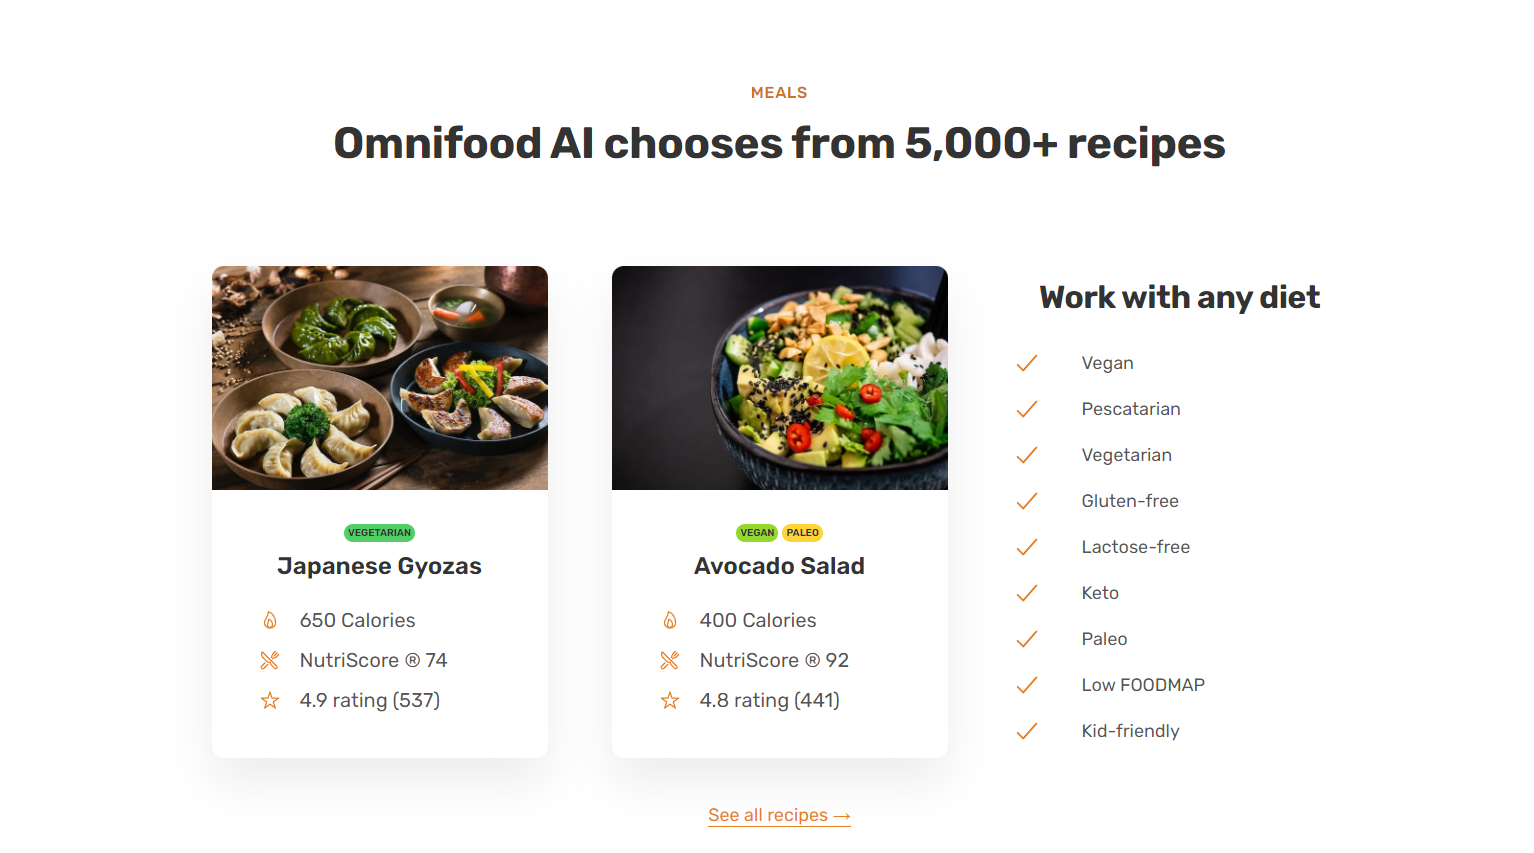 MEALS
Omnifood AI chooses from 5,000+ recipes
VEGETARIAN
Japanese Gyozas
650 Calories
NutriScore ® 74
4.9 rating (537)
VEGAN PALEO
Avocado Salad
400 Calories
NutriScore ® 92
4.8 rating (441)
Work with any diet
Vegan
Pescatarian
Vegetarian
Gluten-free
Lactose-free
Keto
Paleo
Low FOODMAP
Kid-friendly
See all recipes →